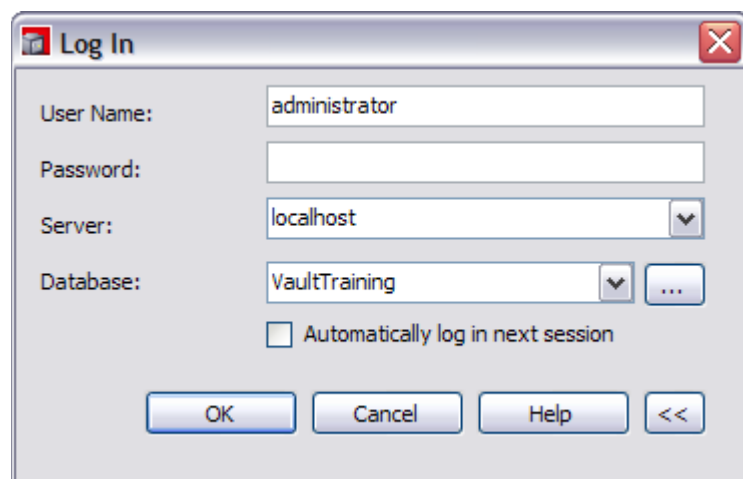 Log In
User Name: administrator
Password:
Server: localhost
Database: VaultTraining ...
Automatically log in next session
OK Cancel Help <<